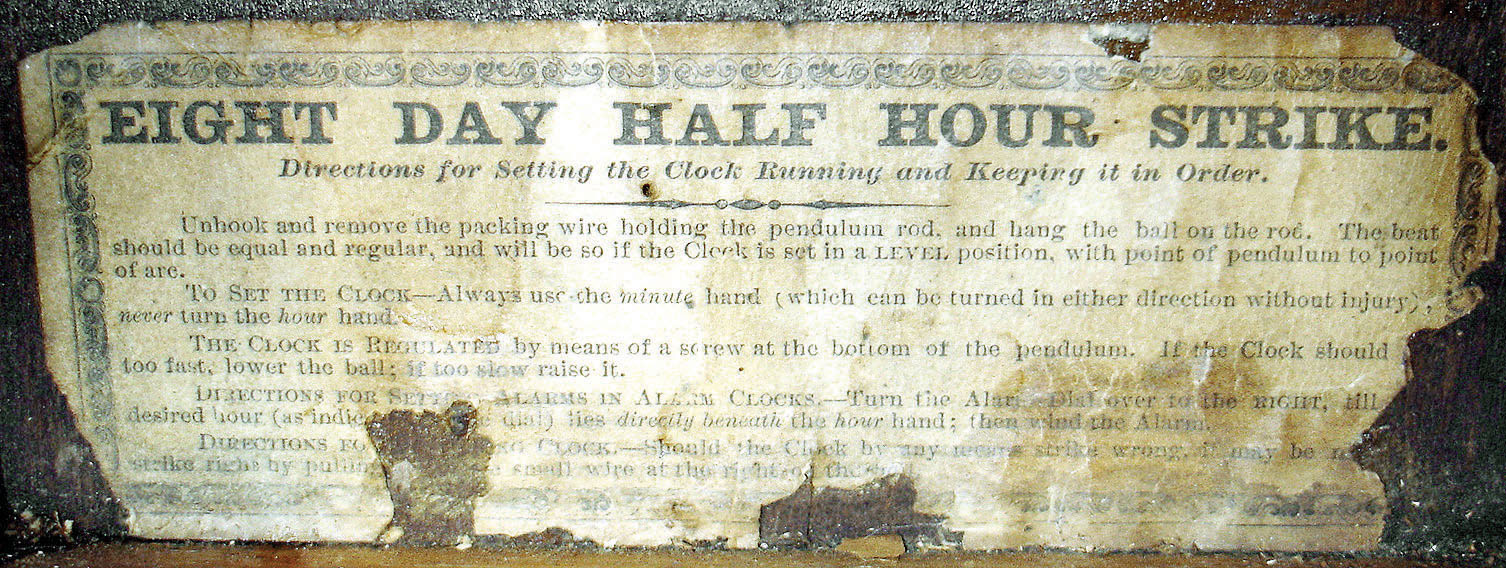 EIGHT DAY HALF HOUR STRIKE.
Directions for Setting the Clock Running and Keeping it in Order.
Unhook and remove the packing wire holding the pendulum rod, and hang the ball on the rod. The beat
should be equal and regular, and will be so if the Clock is set in a LEVEL position, with point of pendulum to point
of arc.
TO SET THE CLOCK—Always use the minute hand (which can be turned in either direction without injury),
never turn the hour hand.
THE CLOCK IS REGULATED by means of a screw at the bottom of the pendulum. If the Clock should
too fast, lower the ball; if too slow raise it.
DIRECTIONS FOR SETTING ALARMS IN ALARM CLOCKS.—Turn the Alarm Dial over to the RIGHT, till
desired hour (as dial) lies directly beneath the hour hand; then wind the Alarm.
DIRECTIONS CLOCK.—Should the Clock by any means strike wrong, it may be
strike right by small wire at the right